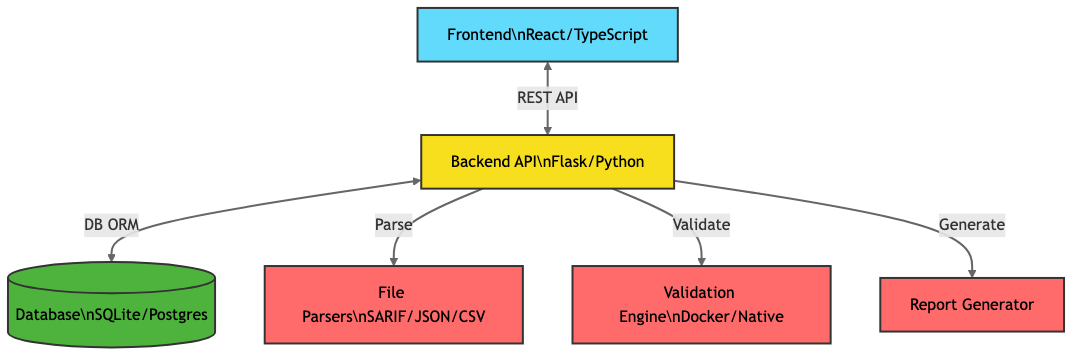 Frontend\nReact/TypeScript
REST API
Backend API\nFlask/Python
DB ORM
Parse
Validate
Generate
Database\nSQLite/Postgres
File
Parsers\nSARIF/JSON/CSV
Validation
Engine\nDocker/Native
Report Generator